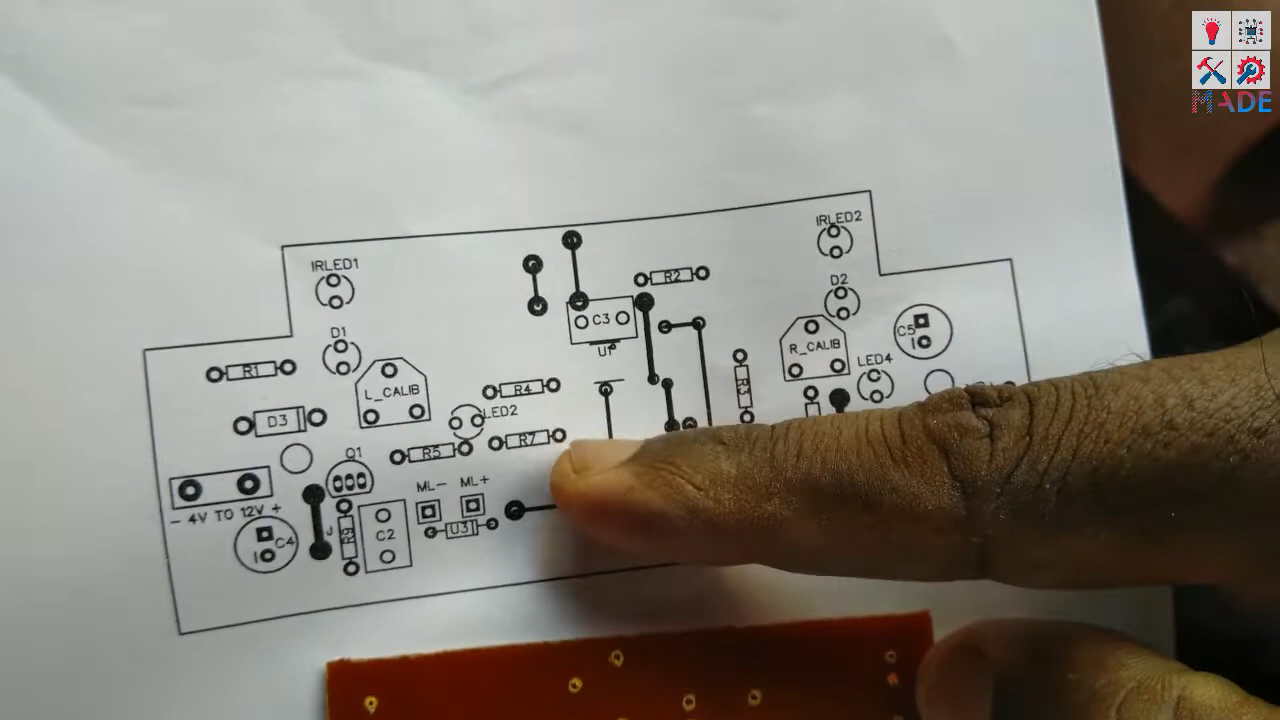 MADE
IRLED2
IRLED1
R2
D2
C3
C5
D1
U1
R_CALIB
R1
LED4
L_CALIB
R4
R3
D3
LED2
R7
R5
Q1
ML-
ML+
- 4V TO 12V +
U3
J
R9
C2
C4